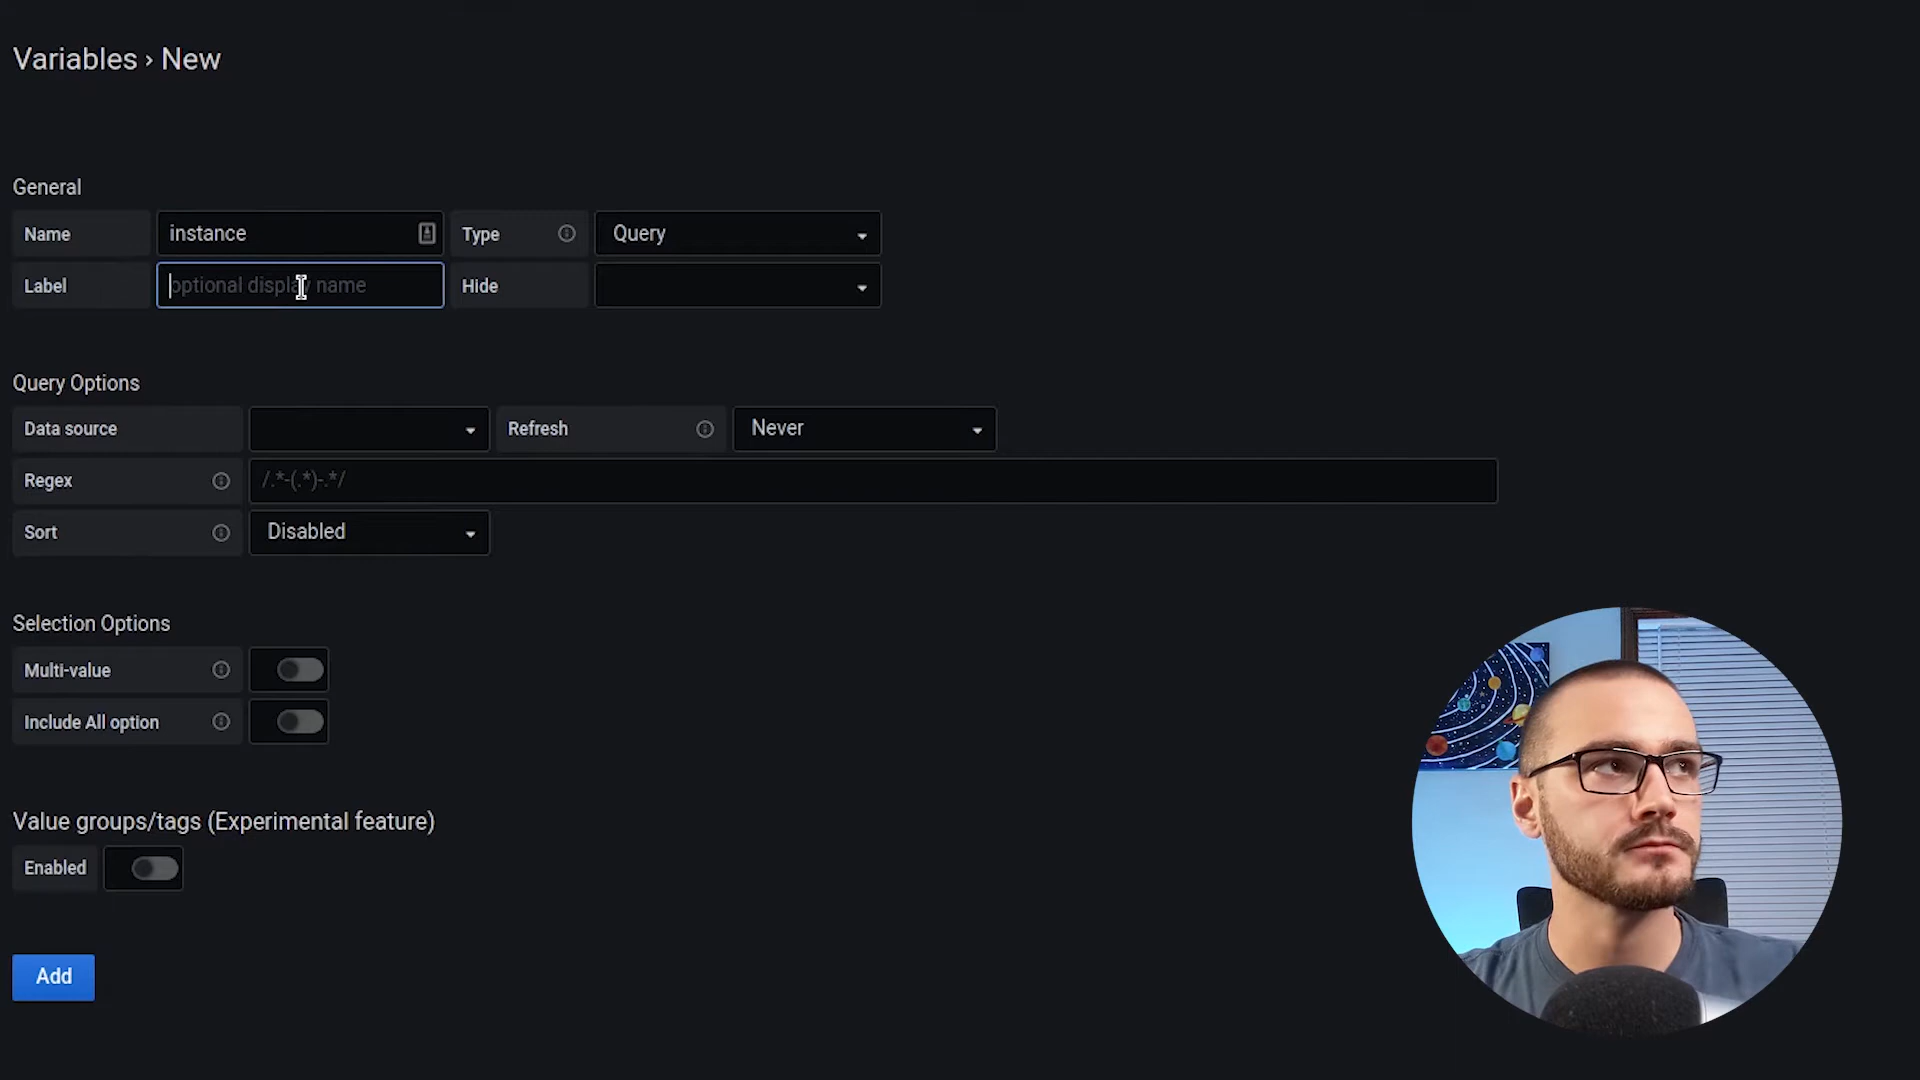 Variables › New
General
Name instance Type Query
Label optional display name Hide
Query Options
Data source Refresh Never
Regex /.*-(.*)-.*/
Sort Disabled
Selection Options
Multi-value
Include All option
Value groups/tags (Experimental feature)
Enabled
Add